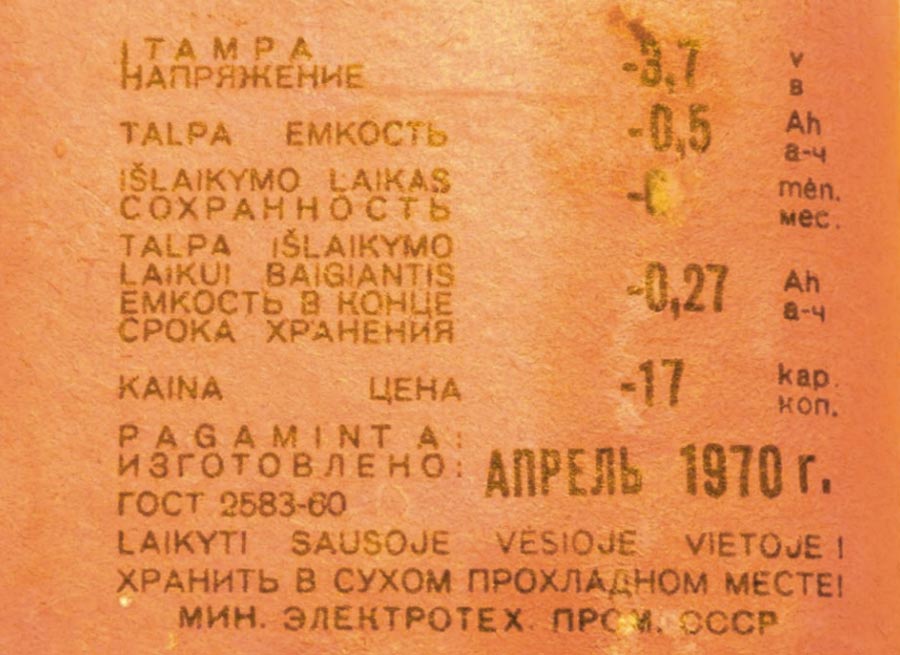 ĮTAMPA
НАПРЯЖЕНИЕ -3,7 v в
TALPA ЕМКОСТЬ -0,5 Ah а-ч
IŠLAIKYMO LAIKAS
СОХРАННОСТЬ -6 mėn. мес.
TALPA IŠLAIKYMO
LAIKUI BAIGIANTIS
ЕМКОСТЬ В КОНЦЕ -0,27 Ah а-ч
СРОКА ХРАНЕНИЯ
KAINA ЦЕНА -17 kap. коп.
PAGAMINTA:
ИЗГОТОВЛЕНО: АПРЕЛЬ 1970 г.
ГОСТ 2583-60
LAIKYTI SAUSOJE VĖSIOJE VIETOJE!
ХРАНИТЬ В СУХОМ ПРОХЛАДНОМ МЕСТЕ!
МИН. ЭЛЕКТРОТЕХ. ПРОМ. СССР